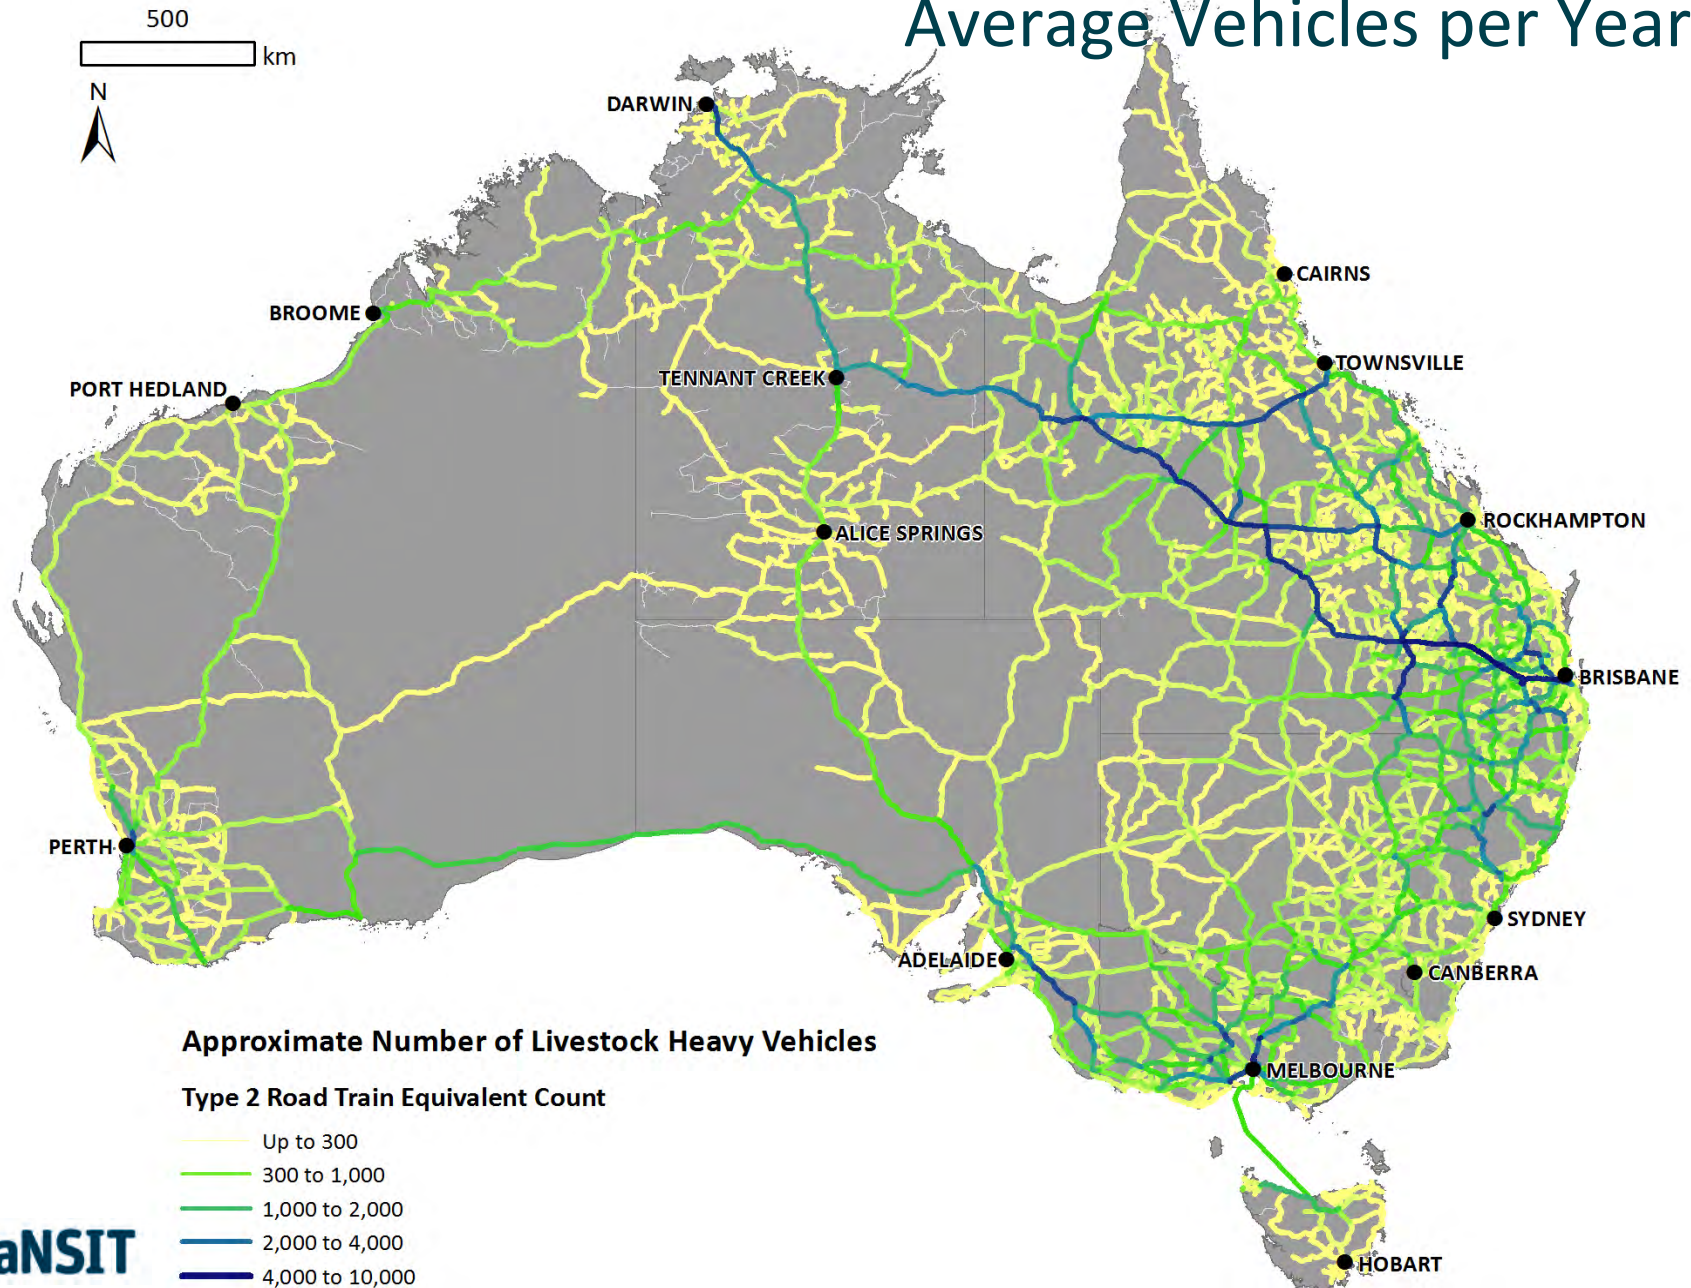 Average Vehicles per Year
500
km
N
DARWIN
CAIRNS
BROOME
TOWNSVILLE
TENNANT CREEK
PORT HEDLAND
ROCKHAMPTON
ALICE SPRINGS
BRISBANE
PERTH
SYDNEY
ADELAIDE
CANBERRA
Approximate Number of Livestock Heavy Vehicles
MELBOURNE
Type 2 Road Train Equivalent Count
Up to 300
300 to 1,000
1,000 to 2,000
2,000 to 4,000
4,000 to 10,000
aNSIT
HOBART